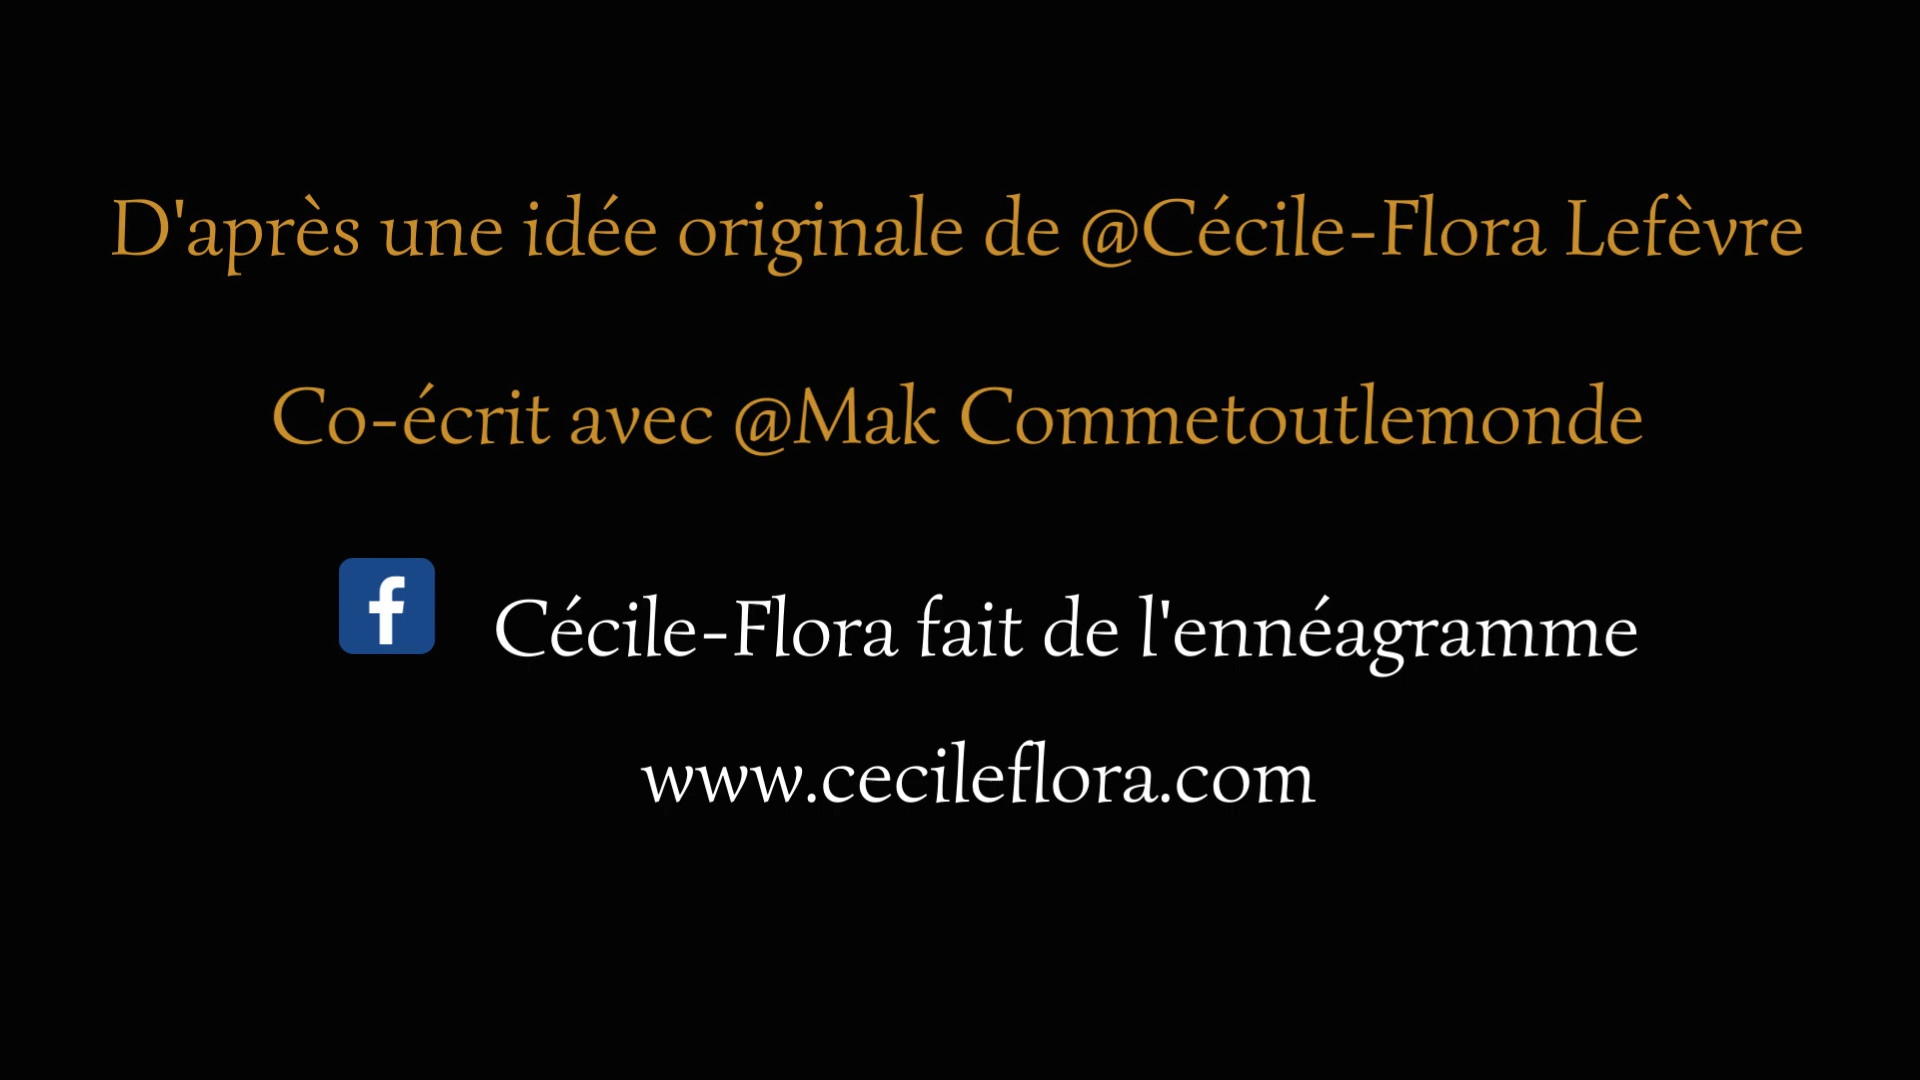 D'après une idée originale de @Cécile-Flora Lefèvre
Co-écrit avec @Mak Commetoutlemonde
f Cécile-Flora fait de l'ennéagramme
www.cecileflora.com